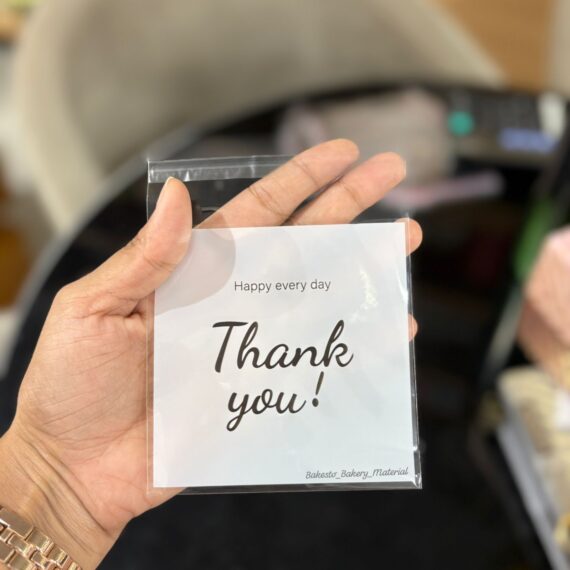 Happy every day
Thank
you!
Bakesto_Bakery_Material